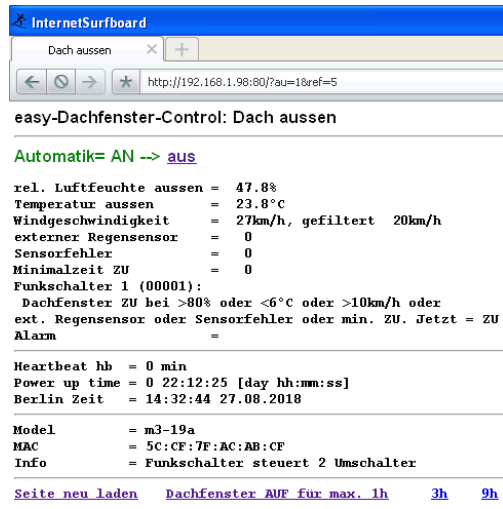 InternetSurfboard
Dach aussen
http://192.168.1.98:80/?au=1&ref=5
easy-Dachfenster-Control: Dach aussen
Automatik= AN --> aus
rel. Luftfeuchte aussen = 47.8%
Temperatur aussen = 23.8°C
Windgeschwindigkeit = 27km/h, gefiltert 20km/h
externer Regensensor = 0
Sensorfehler = 0
Minimalzeit ZU = 0
Funkschalter 1 (00001):
Dachfenster ZU bei >80% oder <6°C oder >10km/h oder
ext. Regensensor oder Sensorfehler oder min. ZU. Jetzt = ZU
Alarm =
Heartbeat hb = 0 min
Power up time = 0 22:12:25 [day hh:mm:ss]
Berlin Zeit = 14:32:44 27.08.2018
Model = m3-19a
MAC = 5C:CF:7F:AC:AB:CF
Info = Funkschalter steuert 2 Umschalter
Seite neu laden Dachfenster AUF für max. 1h 3h 9h